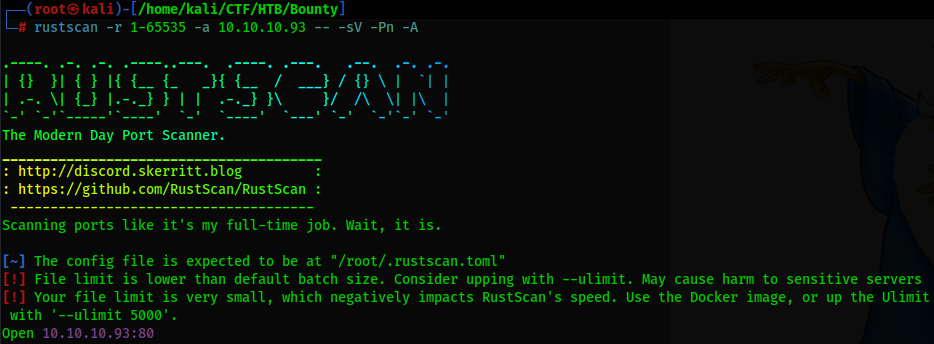 ┌──(root㉿kali)-[/home/kali/CTF/HTB/Bounty]
└─# rustscan -r 1-65535 -a 10.10.10.93 -- -sV -Pn -A
.----. .-. .-. .----..---.  .----. .---.   .--.  .-. .-.
| {}  }| { } |{ {__ {_   _}{ {__  /  ___} / {} \ |  `| |
| .-. \| {_} |.-._} } | |  .-._} }\     }/  /\  \| |\  |
`-' `-'`-----'`----'  `-'  `----'  `---' `-'  `-'`-' `-'
The Modern Day Port Scanner.
________________________________________
: http://discord.skerritt.blog         :
: https://github.com/RustScan/RustScan :
 --------------------------------------
Scanning ports like it's my full-time job. Wait, it is.
[~] The config file is expected to be at "/root/.rustscan.toml"
[!] File limit is lower than default batch size. Consider upping with --ulimit. May cause harm to sensitive servers
[!] Your file limit is very small, which negatively impacts RustScan's speed. Use the Docker image, or up the Ulimit
 with '--ulimit 5000'.
Open 10.10.10.93:80